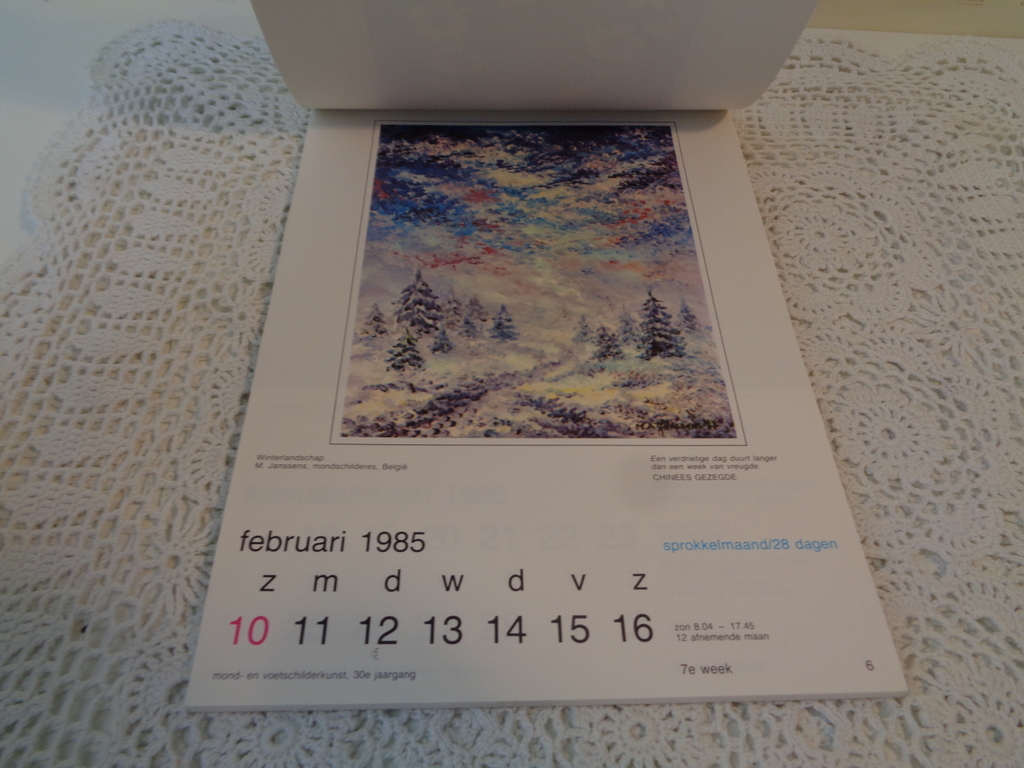 Winterlandschap
M. Janssens, mondschilderes, België
Een verdrietige dag duurt langer
dan een week van vreugde.
CHINEES GEZEGDE
februari 1985
sprokkelmaand/28 dagen
z m d w d v z
10 11 12 13 14 15 16
zon 8.04 – 17.45
12 afnemende maan
mond- en voetschilderkunst, 30e jaargang
7e week
6